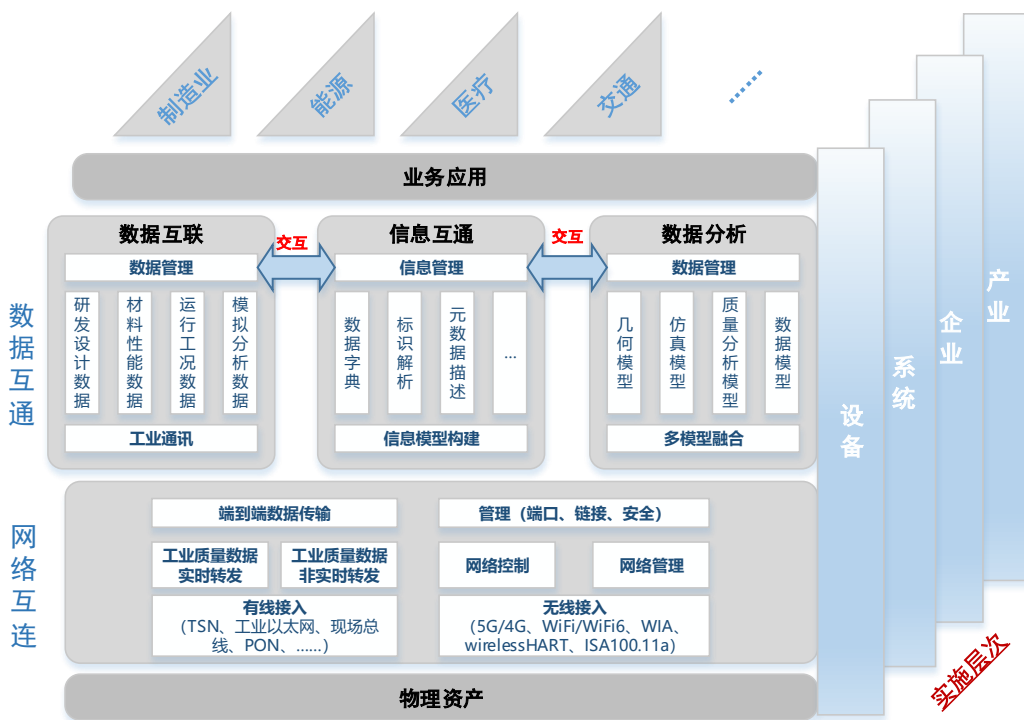 制造业
能源
医疗
交通
……
业务应用
数据互通
数据互联
数据管理
研发设计数据
材料性能数据
运行工况数据
模拟分析数据
工业通讯
交互
信息互通
信息管理
数据字典
标识解析
元数据描述
...
信息模型构建
交互
数据分析
数据管理
几何模型
仿真模型
质量分析模型
数据模型
多模型融合
网络互连
端到端数据传输
管理（端口、链接、安全）
工业质量数据
实时转发
工业质量数据
非实时转发
网络控制
网络管理
有线接入
（TSN、工业以太网、现场总
线、PON、……）
无线接入
（5G/4G、WiFi/WiFi6、WIA、
wirelessHART、ISA100.11a）
物理资产
设备
系统
企业
产业
实施层次